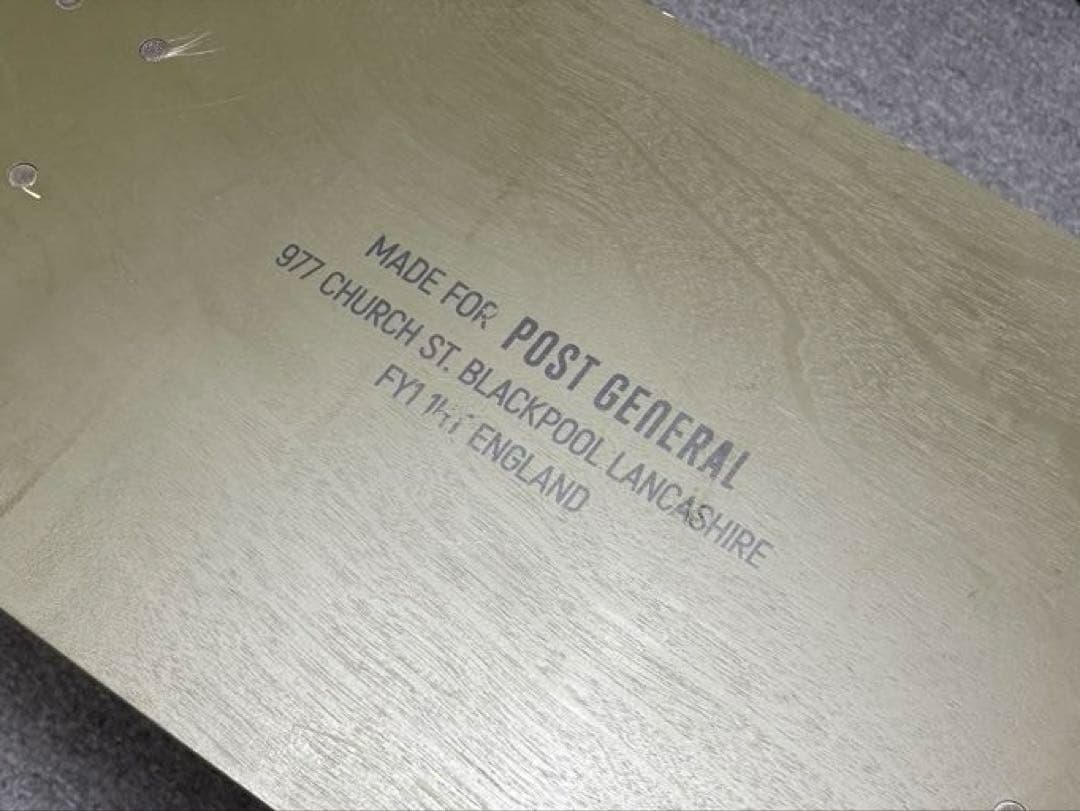 MADE FOR POST GENERAL
977 CHURCH ST. BLACKPOOL LANCASHIRE
FY1 ENGLAND